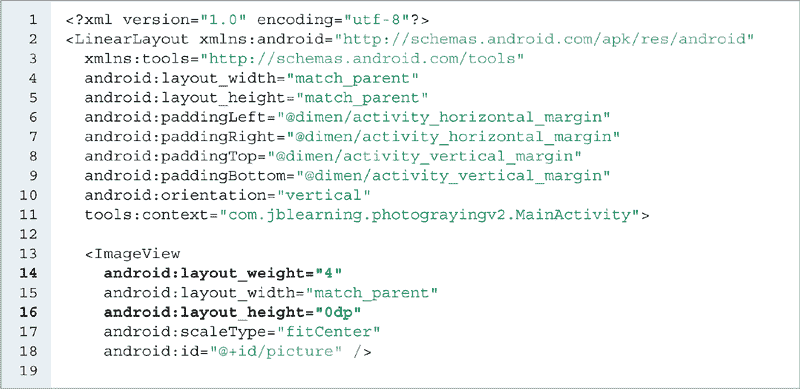 1 <?xml version="1.0" encoding="utf-8"?>
2 <LinearLayout xmlns:android="http://schemas.android.com/apk/res/android"
3 xmlns:tools="http://schemas.android.com/tools"
4 android:layout_width="match_parent"
5 android:layout_height="match_parent"
6 android:paddingLeft="@dimen/activity_horizontal_margin"
7 android:paddingRight="@dimen/activity_horizontal_margin"
8 android:paddingTop="@dimen/activity_vertical_margin"
9 android:paddingBottom="@dimen/activity_vertical_margin"
10 android:orientation="vertical"
11 tools:context="com.jblearning.photograyingv2.MainActivity">
12
13 <ImageView
14 android:layout_weight="4"
15 android:layout_width="match_parent"
16 android:layout_height="0dp"
17 android:scaleType="fitCenter"
18 android:id="@+id/picture" />
19